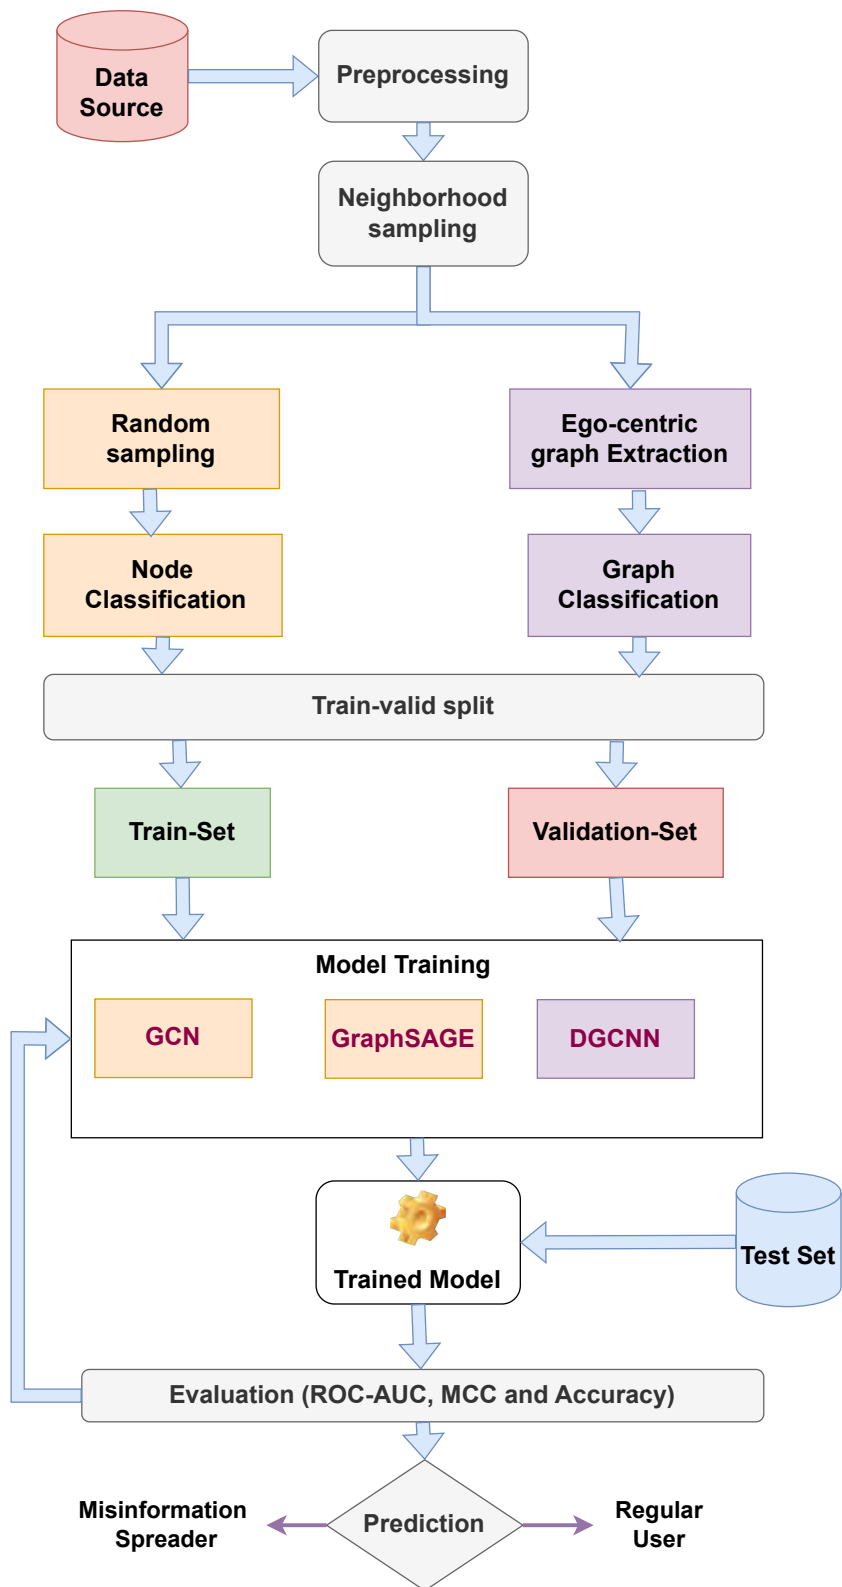 Data
Source
Preprocessing
Neighborhood
sampling
Random
sampling
Ego-centric
graph Extraction
Node
Classification
Graph
Classification
Train-valid split
Train-Set
Validation-Set
Model Training
GCN
GraphSAGE
DGCNN
Trained Model
Test Set
Evaluation (ROC-AUC, MCC and Accuracy)
Misinformation
Spreader
Prediction
Regular
User